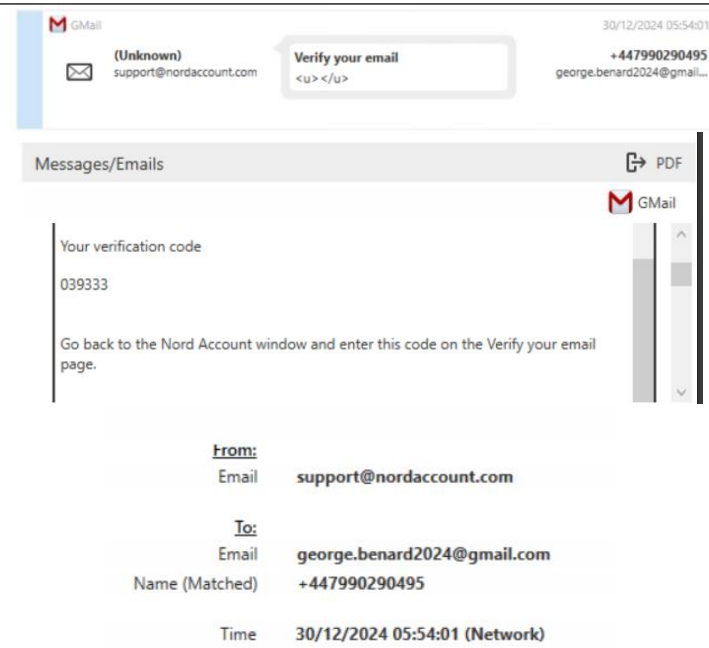 GMail
30/12/2024 05:54:01
(Unknown)
support@nordaccount.com
Verify your email
<u></u>
+447990290495
george.benard2024@gmail...
Messages/Emails
PDF
GMail
Your verification code
039333
Go back to the Nord Account window and enter this code on the Verify your email
page.
From:
Email support@nordaccount.com
To:
Email george.benard2024@gmail.com
Name (Matched) +447990290495
Time 30/12/2024 05:54:01 (Network)